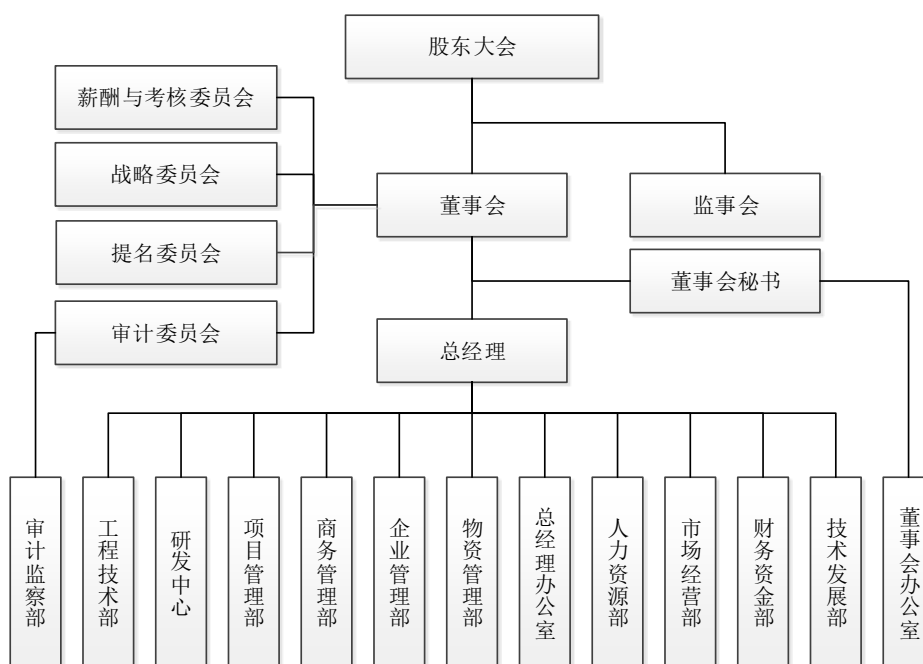 股东大会
薪酬与考核委员会
战略委员会
董事会
监事会
提名委员会
董事会秘书
审计委员会
总经理
审计监察部
工程技术部
研发中心
项目管理部
商务管理部
企业管理部
物资管理部
总经理办公室
人力资源部
市场经营部
财务资金部
技术发展部
董事会办公室